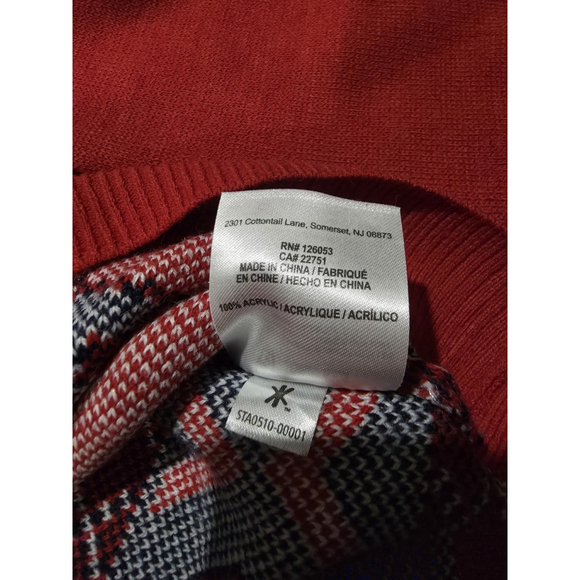 2301 Cottontail Lane, Somerset, NJ 08873
RN# 126053
CA# 22751
MADE IN CHINA / FABRIQUÉ
EN CHINE / HECHO EN CHINA
100% ACRYLIC / ACRYLIQUE / ACRÍLICO
TM
STA0510-00001